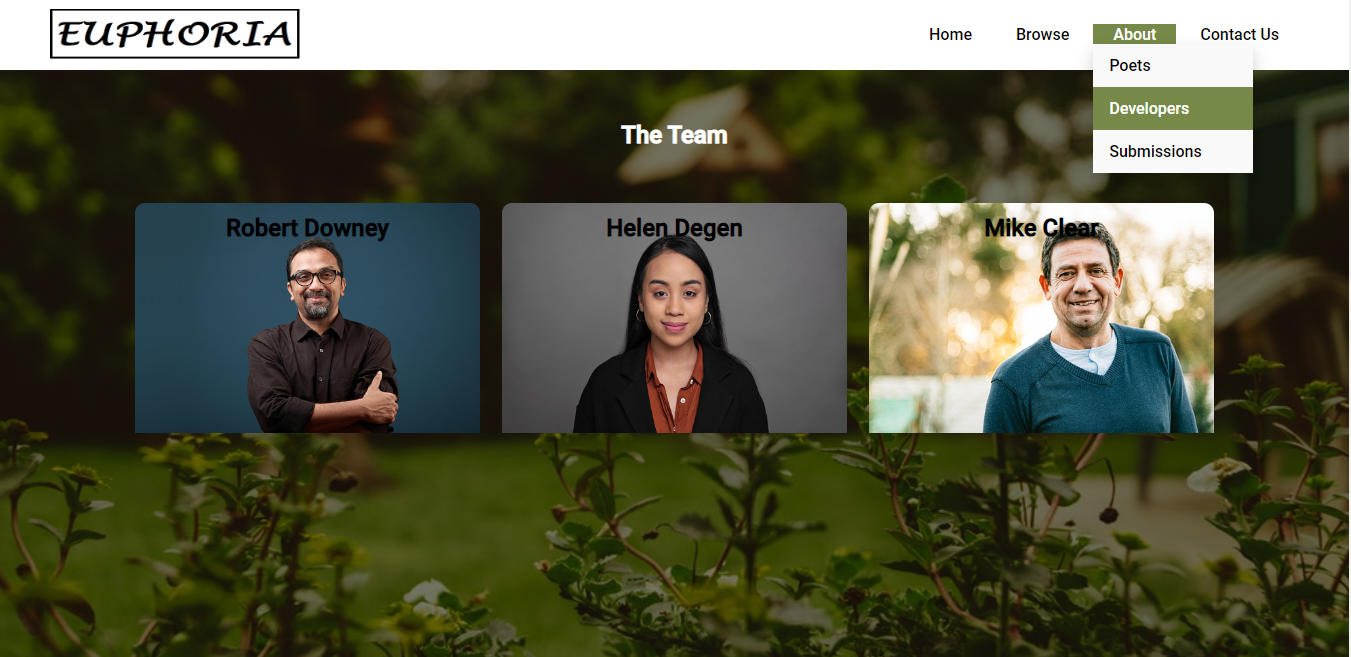 EUPHORIA
Home Browse About Contact Us
Poets
Developers
Submissions
The Team
Robert Downey Helen Degen Mike Clear